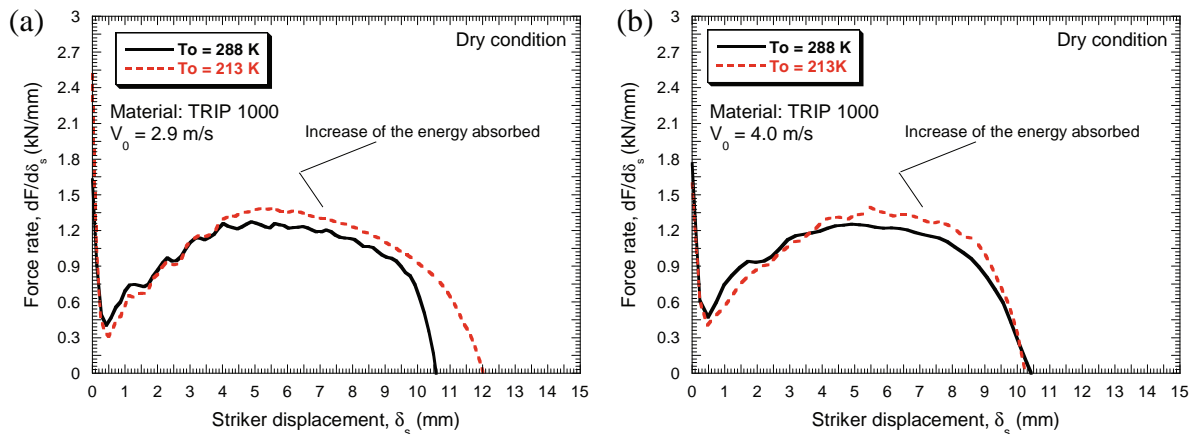 (a)
3
2.7
2.4
2.1
1.8
1.5
1.2
0.9
0.6
0.3
0
Force rate, dF/dδs (kN/mm)
To = 288 K
To = 213 K
Dry condition
Material: TRIP 1000
V0 = 2.9 m/s
Increase of the energy absorbed
0 1 2 3 4 5 6 7 8 9 10 11 12 13 14 15
Striker displacement, δs (mm)
(b)
3
2.7
2.4
2.1
1.8
1.5
1.2
0.9
0.6
0.3
0
Force rate, dF/dδs (kN/mm)
To = 288 K
To = 213K
Dry condition
Material: TRIP 1000
V0 = 4.0 m/s
Increase of the energy absorbed
0 1 2 3 4 5 6 7 8 9 10 11 12 13 14 15
Striker displacement, δs (mm)